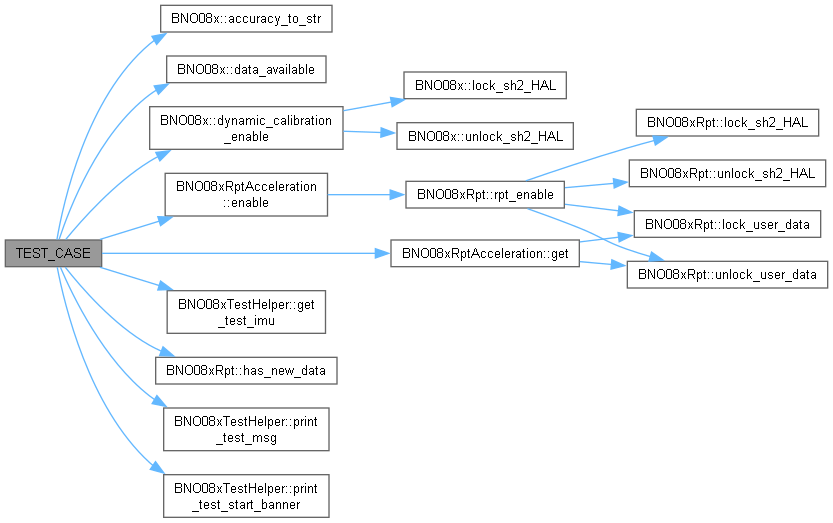 BNO08x::accuracy_to_str
BNO08x::data_available
BNO08x::lock_sh2_HAL
BNO08x::dynamic_calibration
_enable
BNO08x::unlock_sh2_HAL
BNO08xRpt::lock_sh2_HAL
BNO08xRpt::unlock_sh2_HAL
BNO08xRptAcceleration
::enable
BNO08xRpt::rpt_enable
BNO08xRpt::lock_user_data
TEST_CASE
BNO08xRptAcceleration::get
BNO08xRpt::unlock_user_data
BNO08xTestHelper::get
_test_imu
BNO08xRpt::has_new_data
BNO08xTestHelper::print
_test_msg
BNO08xTestHelper::print
_test_start_banner